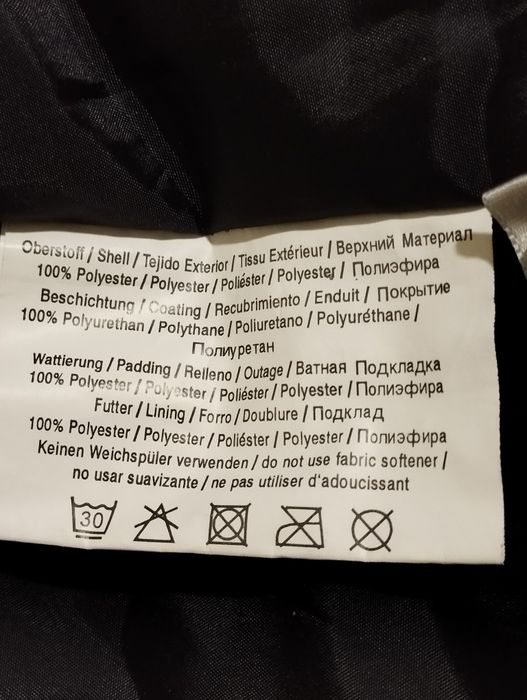 Oberstoff / Shell / Tejido Exterior / Tissu Extérieur / Верхний Материал
100% Polyester / Polyester / Poliéster / Polyester / Полиэфира
Beschichtung / Coating / Recubrimiento / Enduit / Покрытие
100% Polyurethan / Polythane / Poliuretano / Polyuréthane /
Полиуретан
Wattierung / Padding / Relleno / Outage / Ватная Подкладка
100% Polyester / Polyester / Poliéster / Polyester / Полиэфира
Futter / Lining / Forro / Doublure / Подклад
100% Polyester / Polyester / Poliéster / Polyester / Полиэфира
Keinen Weichspüler verwenden / do not use fabric softener /
no usar suavizante / ne pas utiliser d'adoucissant
30